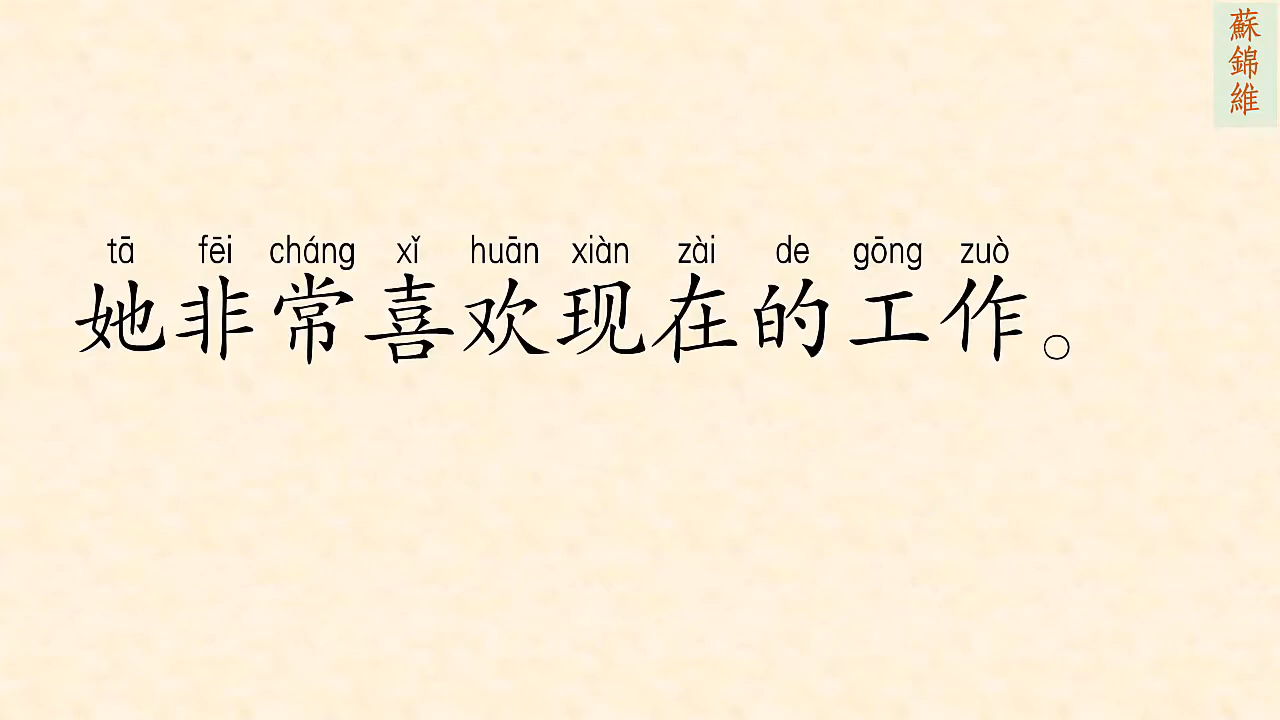 蘇錦維
tā fēi cháng xǐ huān xiàn zài de gōng zuò
她非常喜欢现在的工作。